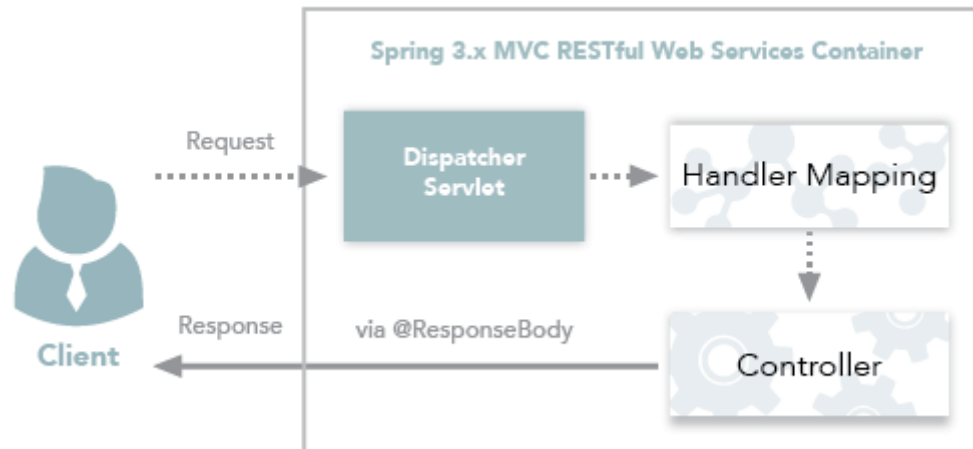 Spring 3.x MVC RESTful Web Services Container
Request
Dispatcher
Servlet
Handler Mapping
Client
Response
via @ResponseBody
Controller